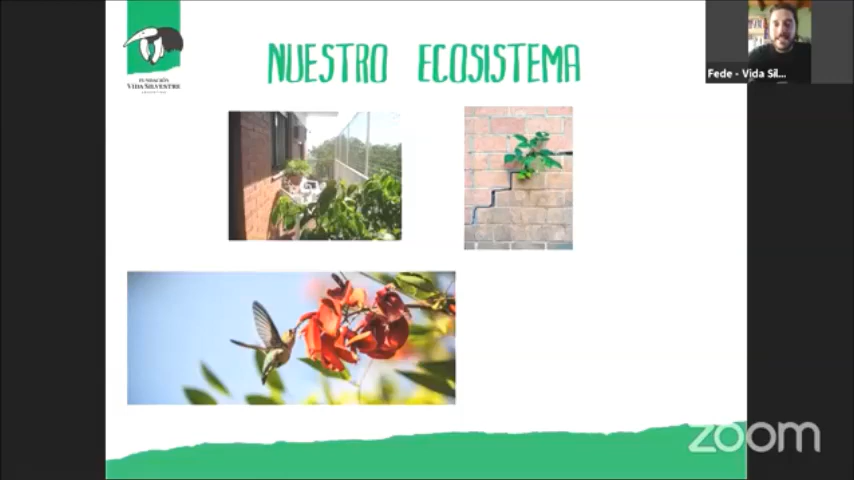 NUESTRO ECOSISTEMA
FUNDACIÓN
VIDA SILVESTRE
Fede - Vida Sil...
zoom